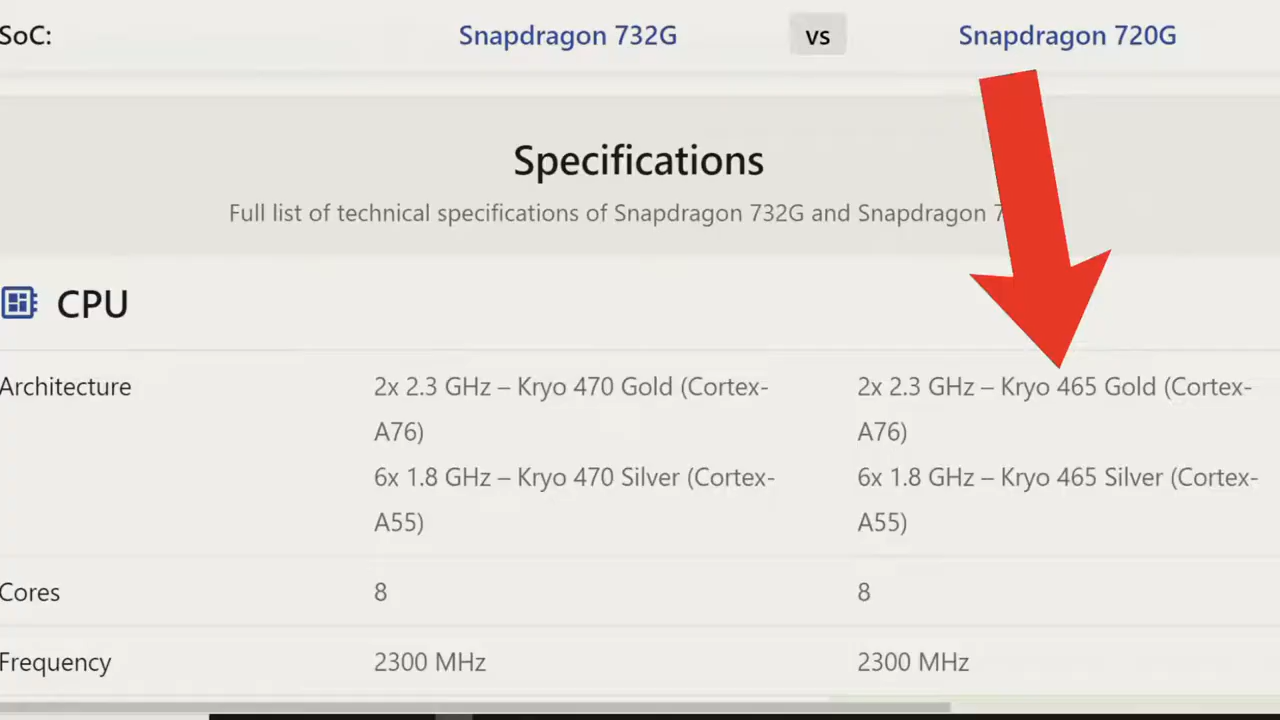 SoC: Snapdragon 732G vs Snapdragon 720G
Specifications
Full list of technical specifications of Snapdragon 732G and Snapdragon 7
CPU
Architecture 2x 2.3 GHz – Kryo 470 Gold (Cortex- 2x 2.3 GHz – Kryo 465 Gold (Cortex-
A76) A76)
6x 1.8 GHz – Kryo 470 Silver (Cortex- 6x 1.8 GHz – Kryo 465 Silver (Cortex-
A55) A55)
Cores 8 8
Frequency 2300 MHz 2300 MHz